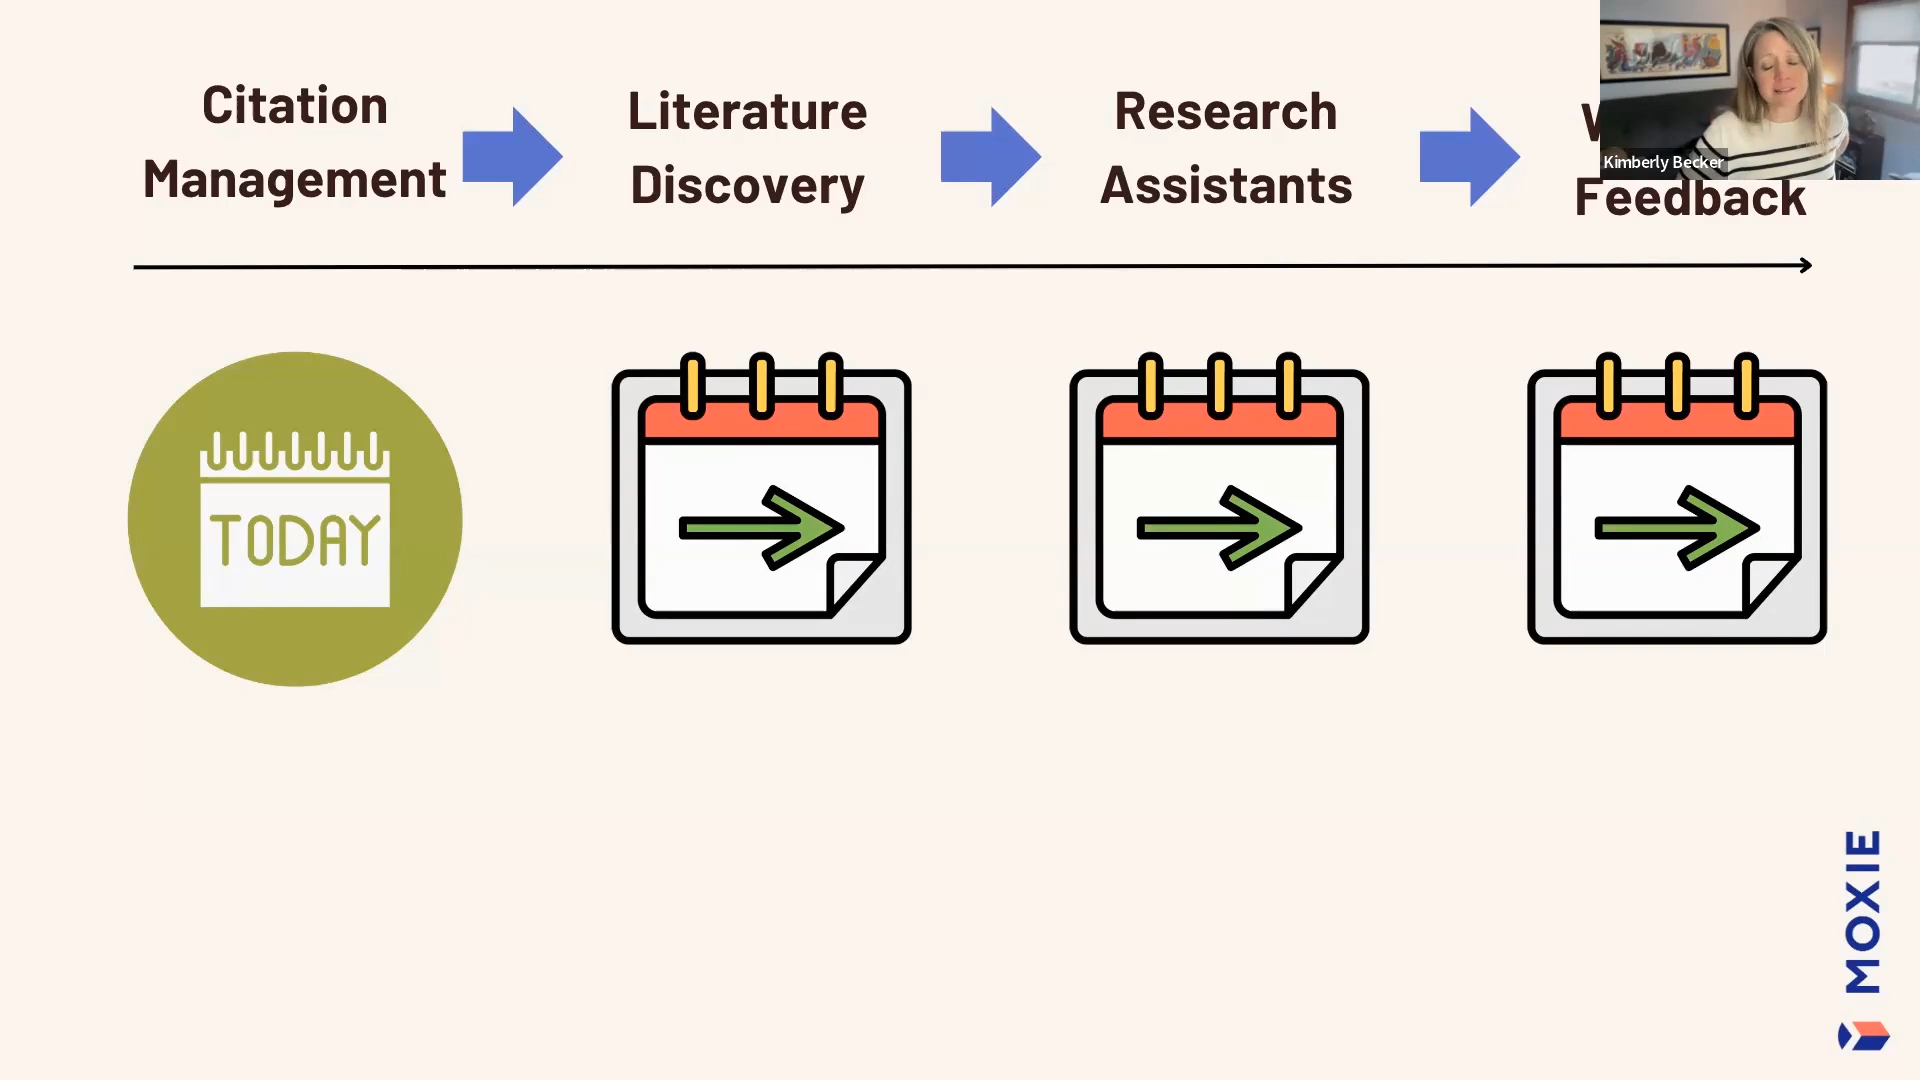 Citation
Management
Literature
Discovery
Research
Assistants
Feedback
Kimberly Becker
TODAY
MOXIE